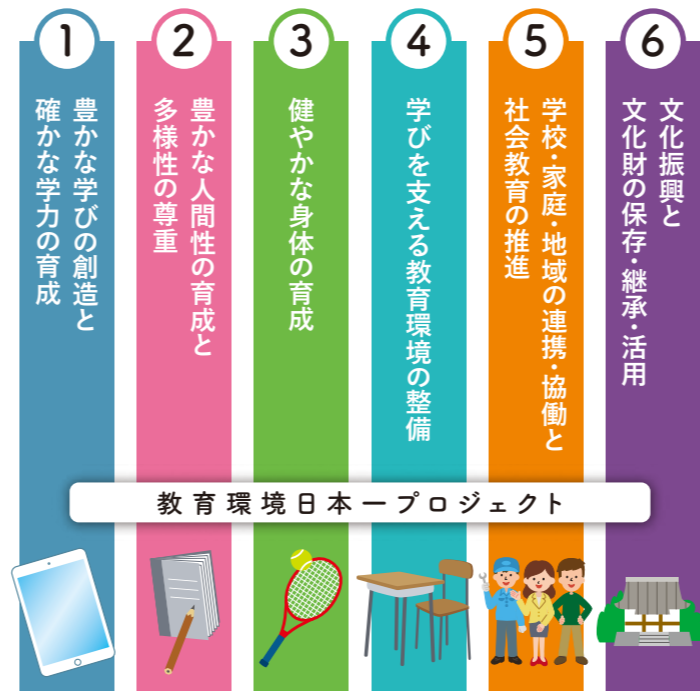 1
豊かな学びの創造と
確かな学力の育成
2
豊かな人間性の育成と
多様性の尊重
3
健やかな身体の育成
4
学びを支える教育環境の整備
5
学校・家庭・地域の連携・協働と
社会教育の推進
6
文化振興と
文化財の保存・継承・活用
教育環境日本一プロジェクト